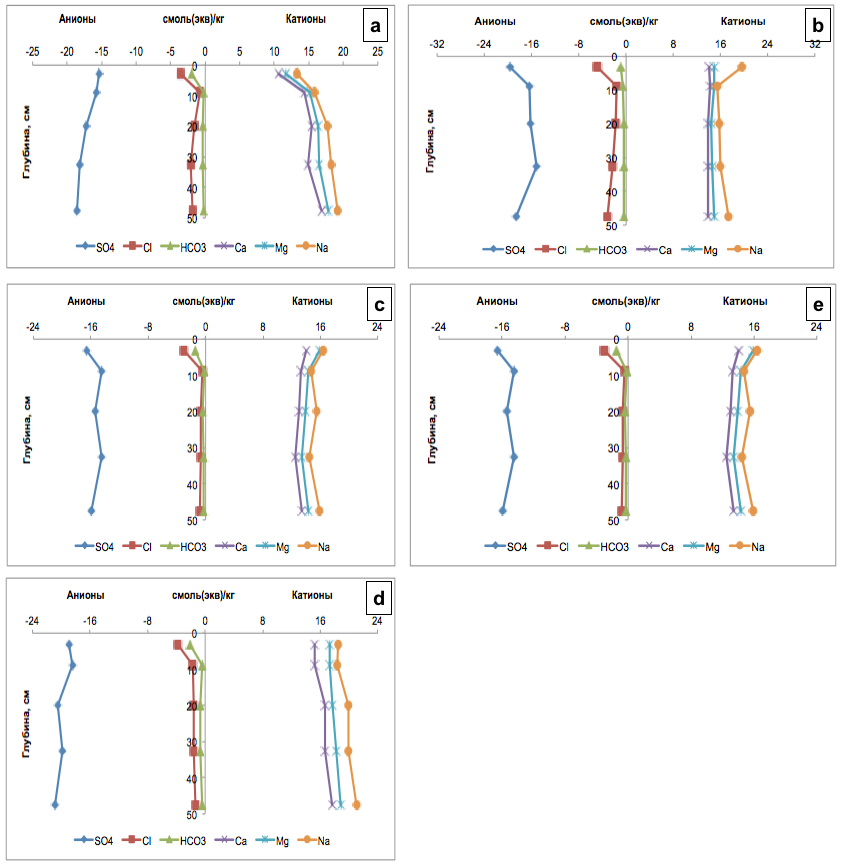 Анионы смоль(экв)/кг Катионы a
-25 -20 -15 -10 -5 0 5 10 15 20 25
0
10
20
30
40
50
Глубина, см
SO4 Cl HCO3 Ca Mg Na
Анионы смоль(экв)/кг Катионы b
-32 -24 -16 -8 0 8 16 24 32
0
10
20
30
40
50
Глубина, см
SO4 Cl HCO3 Ca Mg Na
Анионы смоль(экв)/кг Катионы c
-24 -16 -8 0 8 16 24
0
10
20
30
40
50
Глубина, см
SO4 Cl HCO3 Ca Mg Na
Анионы смоль(экв)/кг Катионы e
-24 -16 -8 0 8 16 24
0
10
20
30
40
50
Глубина, см
SO4 Cl HCO3 Ca Mg Na
Анионы смоль(экв)/кг Катионы d
-24 -16 -8 0 8 16 24
0
10
20
30
40
50
Глубина, см
SO4 Cl HCO3 Ca Mg Na